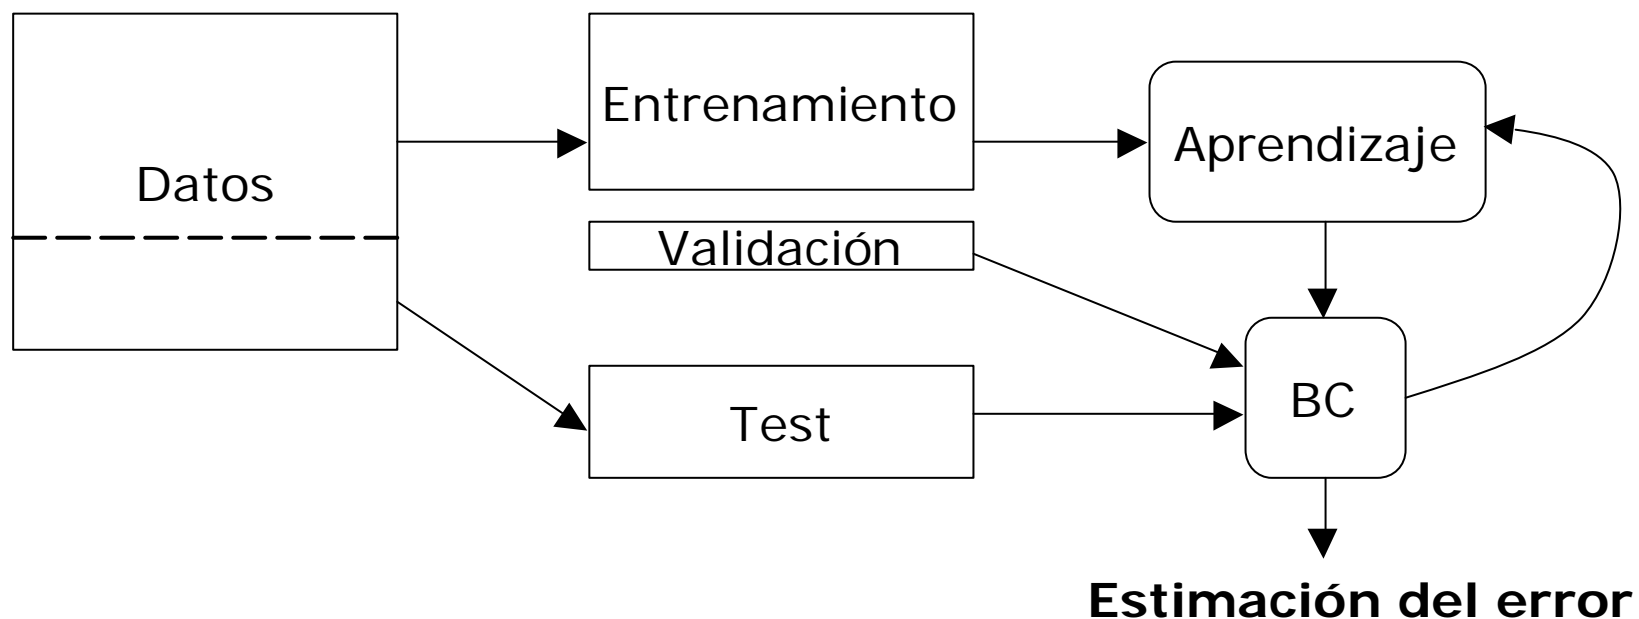 Datos
Entrenamiento
Validación
Test
Aprendizaje
BC
Estimación del error